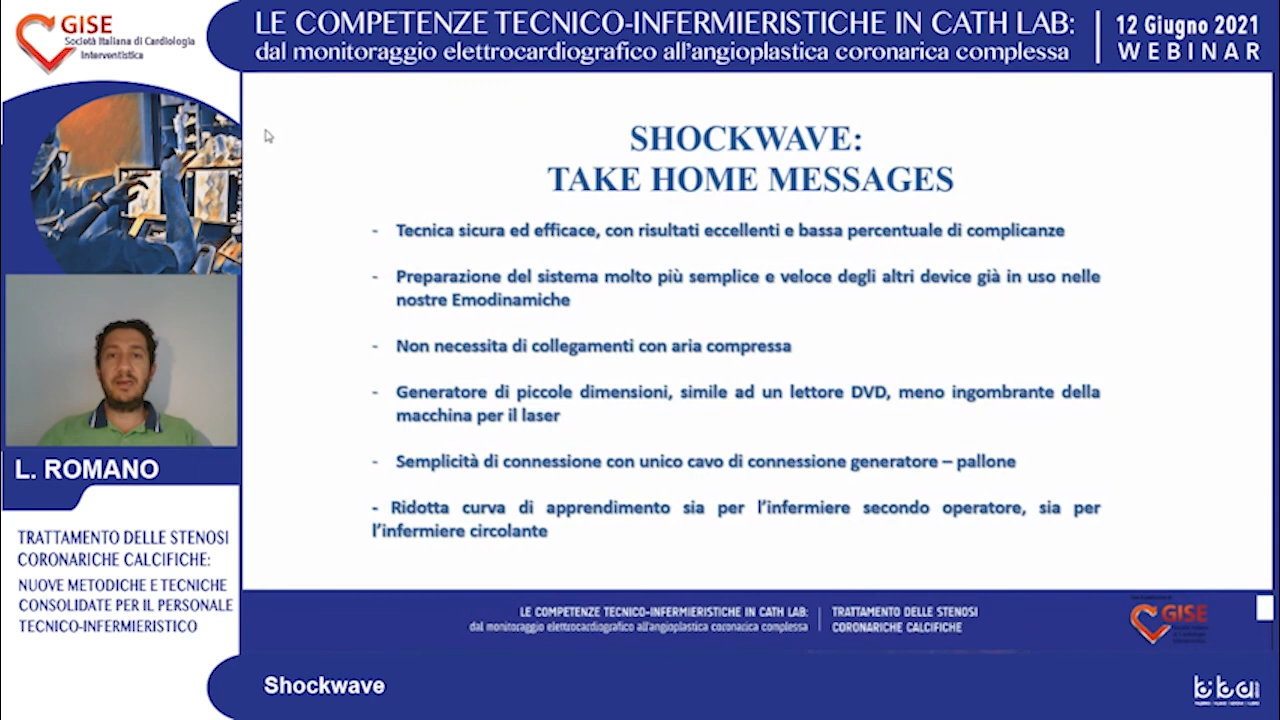 GISE
Società Italiana di Cardiologia
Interventistica
LE COMPETENZE TECNICO-INFERMIERISTICHE IN CATH LAB:
dal monitoraggio elettrocardiografico all'angioplastica coronarica complessa
12 Giugno 2021
WEBINAR
SHOCKWAVE:
TAKE HOME MESSAGES
- Tecnica sicura ed efficace, con risultati eccellenti e bassa percentuale di complicanze
- Preparazione del sistema molto più semplice e veloce degli altri device già in uso nelle
nostre Emodinamiche
- Non necessita di collegamenti con aria compressa
- Generatore di piccole dimensioni, simile ad un lettore DVD, meno ingombrante della
macchina per il laser
- Semplicità di connessione con unico cavo di connessione generatore – pallone
- Ridotta curva di apprendimento sia per l'infermiere secondo operatore, sia per
l'infermiere circolante
L. ROMANO
TRATTAMENTO DELLE STENOSI
CORONARICHE CALCIFICHE:
NUOVE METODICHE E TECNICHE
CONSOLIDATE PER IL PERSONALE
TECNICO-INFERMIERISTICO
LE COMPETENZE TECNICO-INFERMIERISTICHE IN CATH LAB:
dal monitoraggio elettrocardiografico all'angioplastica coronarica complessa
TRATTAMENTO DELLE STENOSI
CORONARICHE CALCIFICHE
GISE
Shockwave